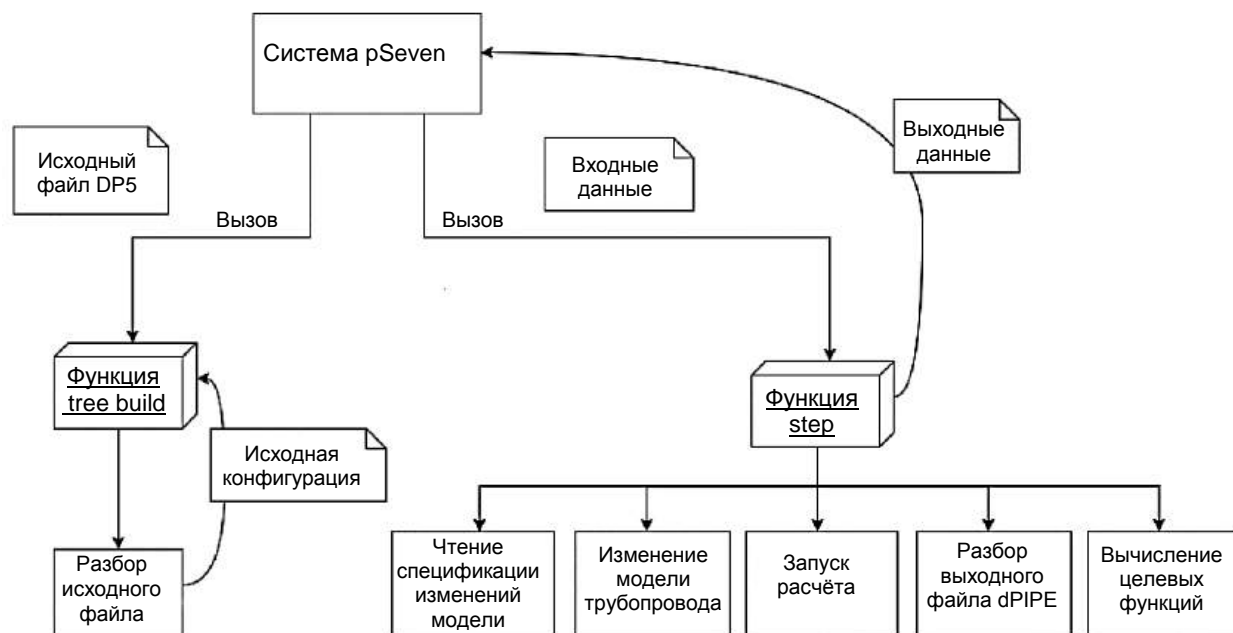 Система pSeven
Исходный
файл DP5
Входные
данные
Выходные
данные
Вызов
Вызов
Функция
tree build
Функция
step
Исходная
конфигурация
Разбор
исходного
файла
Чтение
спецификации
изменений
модели
Изменение
модели
трубопровода
Запуск
расчёта
Разбор
выходного
файла dPIPE
Вычисление
целевых
функций